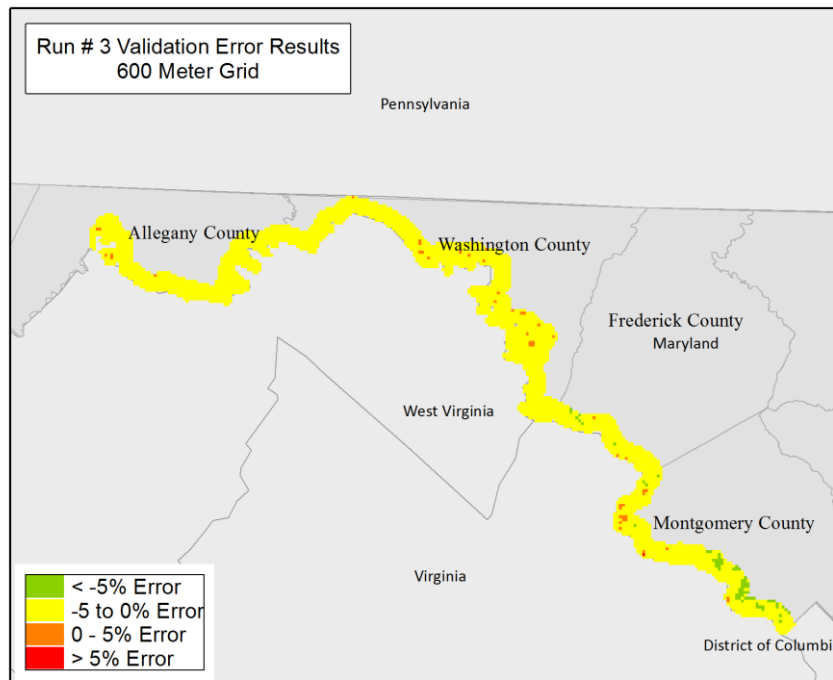 Run # 3 Validation Error Results
600 Meter Grid
Pennsylvania
Allegany County
Washington County
Frederick County
Maryland
West Virginia
Montgomery County
Virginia
District of Columbi
< -5% Error
-5 to 0% Error
0 - 5% Error
> 5% Error